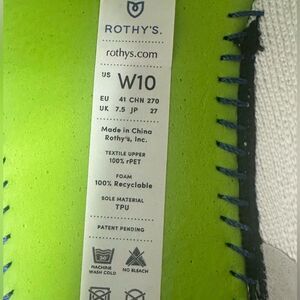 ROTHY'S.
rothys.com
US W10
EU 41 CHN 270
UK 7.5 JP 27
Made in China
Rothy's, Inc.
TEXTILE UPPER
100% rPET
FOAM
100% Recyclable
SOLE MATERIAL
TPU
PATENT PENDING
30
MACHINE WASH COLD
NO BLEACH